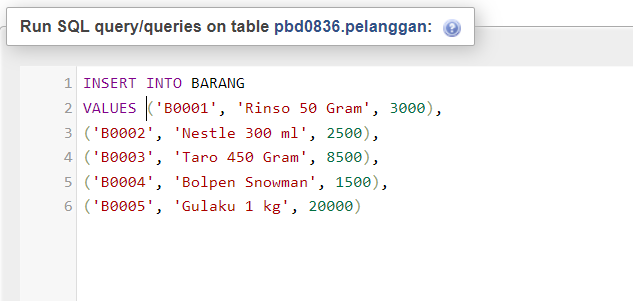 Run SQL query/queries on table pbd0836.pelanggan:
1 INSERT INTO BARANG
2 VALUES ('B0001', 'Rinso 50 Gram', 3000),
3 ('B0002', 'Nestle 300 ml', 2500),
4 ('B0003', 'Taro 450 Gram', 8500),
5 ('B0004', 'Bolpen Snowman', 1500),
6 ('B0005', 'Gulaku 1 kg', 20000)